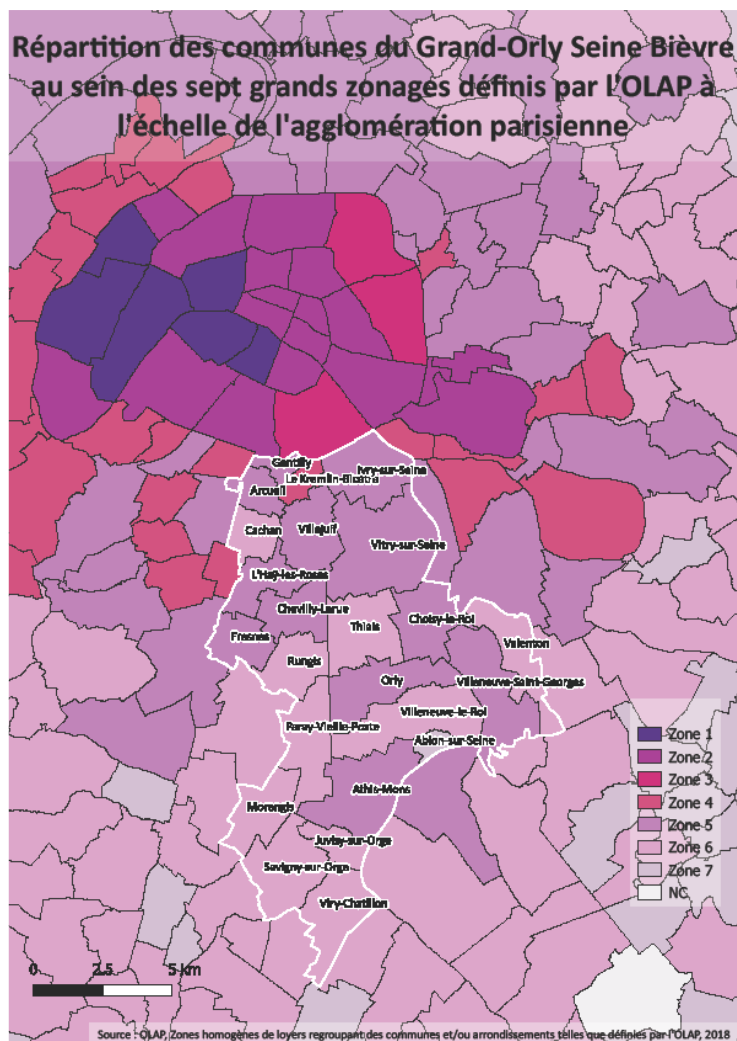 Répartition des communes du Grand-Orly Seine Bièvre
au sein des sept grands zonages définis par l'OLAP à
l'échelle de l'agglomération parisienne
Gentilly
Ivry-sur-Seine
Le Kremlin-Bicêtre
Arcueil
Cachan
Villejuif
Vitry-sur-Seine
L'Haÿ-les-Roses
Chevilly-Larue
Choisy-le-Roi
Thiais
Fresnes
Valenton
Rungis
Orly
Villeneuve-Saint-Georges
Villeneuve-le-Roi
Paray-Vieille-Poste
Ablon-sur-Seine
Athis-Mons
Morangis
Juvisy-sur-Orge
Savigny-sur-Orge
Viry-Chatillon
Zone 1
Zone 2
Zone 3
Zone 4
Zone 5
Zone 6
Zone 7
NC
0 2.5 5 km
Source : OLAP, Zones homogènes de loyers regroupant des communes et/ou arrondissements telles que définies par l'OLAP, 2018